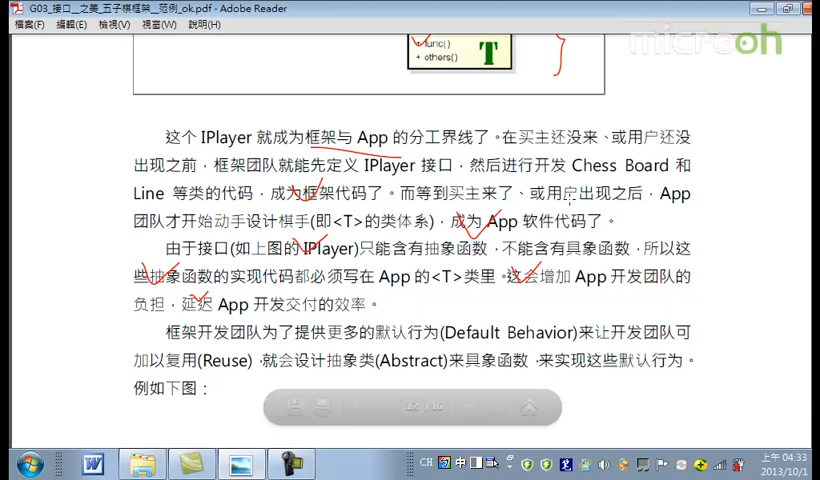 G03_接口__之美_五子棋框架__范例_ok.pdf - Adobe Reader
檔案(F) 編輯(E) 檢視(V) 視窗(W) 說明(H)
microoh
+ func()
+ others()
T
这个 IPlayer 就成为框架与 App 的分工界线了。在买主还没来、或用户还没
出现之前，框架团队就能先定义 IPlayer 接口，然后进行开发 Chess Board 和
Line 等类的代码，成为框架代码了。而等到买主来了、或用户出现之后，App
团队才开始动手设计棋手(即<T>的类体系)，成为 App 软件代码了。
由于接口(如上图的 IPlayer)只能含有抽象函数，不能含有具象函数，所以这
些抽象函数的实现代码都必须写在 App 的<T>类里。这会增加 App 开发团队的
负担，延迟 App 开发交付的效率。
框架开发团队为了提供更多的默认行为(Default Behavior)来让开发团队可
加以复用(Reuse)，就会设计抽象类(Abstract)来具象函数，来实现这些默认行为。
例如下图：
12 / 16
CH 中
上午 04:33
2013/10/1